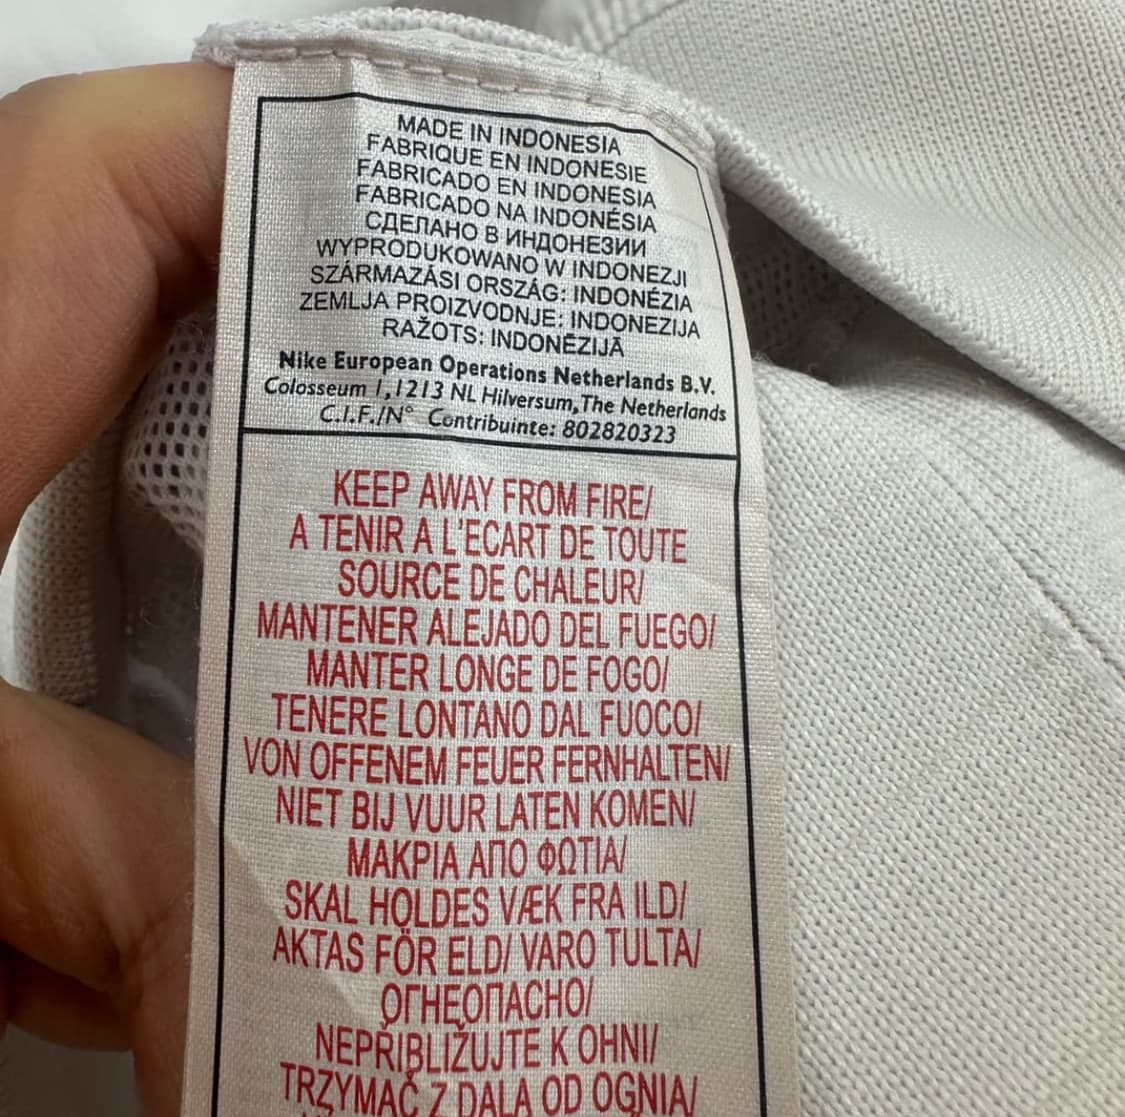 MADE IN INDONESIA
FABRIQUE EN INDONESIE
FABRICADO EN INDONESIA
FABRICADO NA INDONÉSIA
СДЕЛАНО В ИНДОНЕЗИИ
WYPRODUKOWANO W INDONEZJI
SZÁRMAZÁSI ORSZÁG: INDONÉZIA
ZEMLJA PROIZVODNJE: INDONEZIJA
RAŽOTS: INDONĒZIJĀ
Nike European Operations Netherlands B.V.
Colosseum 1,1213 NL Hilversum,The Netherlands
C.I.F./N° Contribuinte: 802820323
KEEP AWAY FROM FIRE/
A TENIR A L'ECART DE TOUTE
SOURCE DE CHALEUR/
MANTENER ALEJADO DEL FUEGO/
MANTER LONGE DE FOGO/
TENERE LONTANO DAL FUOCO/
VON OFFENEM FEUER FERNHALTEN/
NIET BIJ VUUR LATEN KOMEN/
ΜΑΚΡΙΑ ΑΠΟ ΦΩΤΙΑ/
SKAL HOLDES VÆK FRA ILD/
AKTAS FÖR ELD/ VARO TULTA/
ОГНЕОПАСНО/
NEPŘIBLIŽUJTE K OHNI/
TRZYMAĆ Z DALA OD OGNIA/